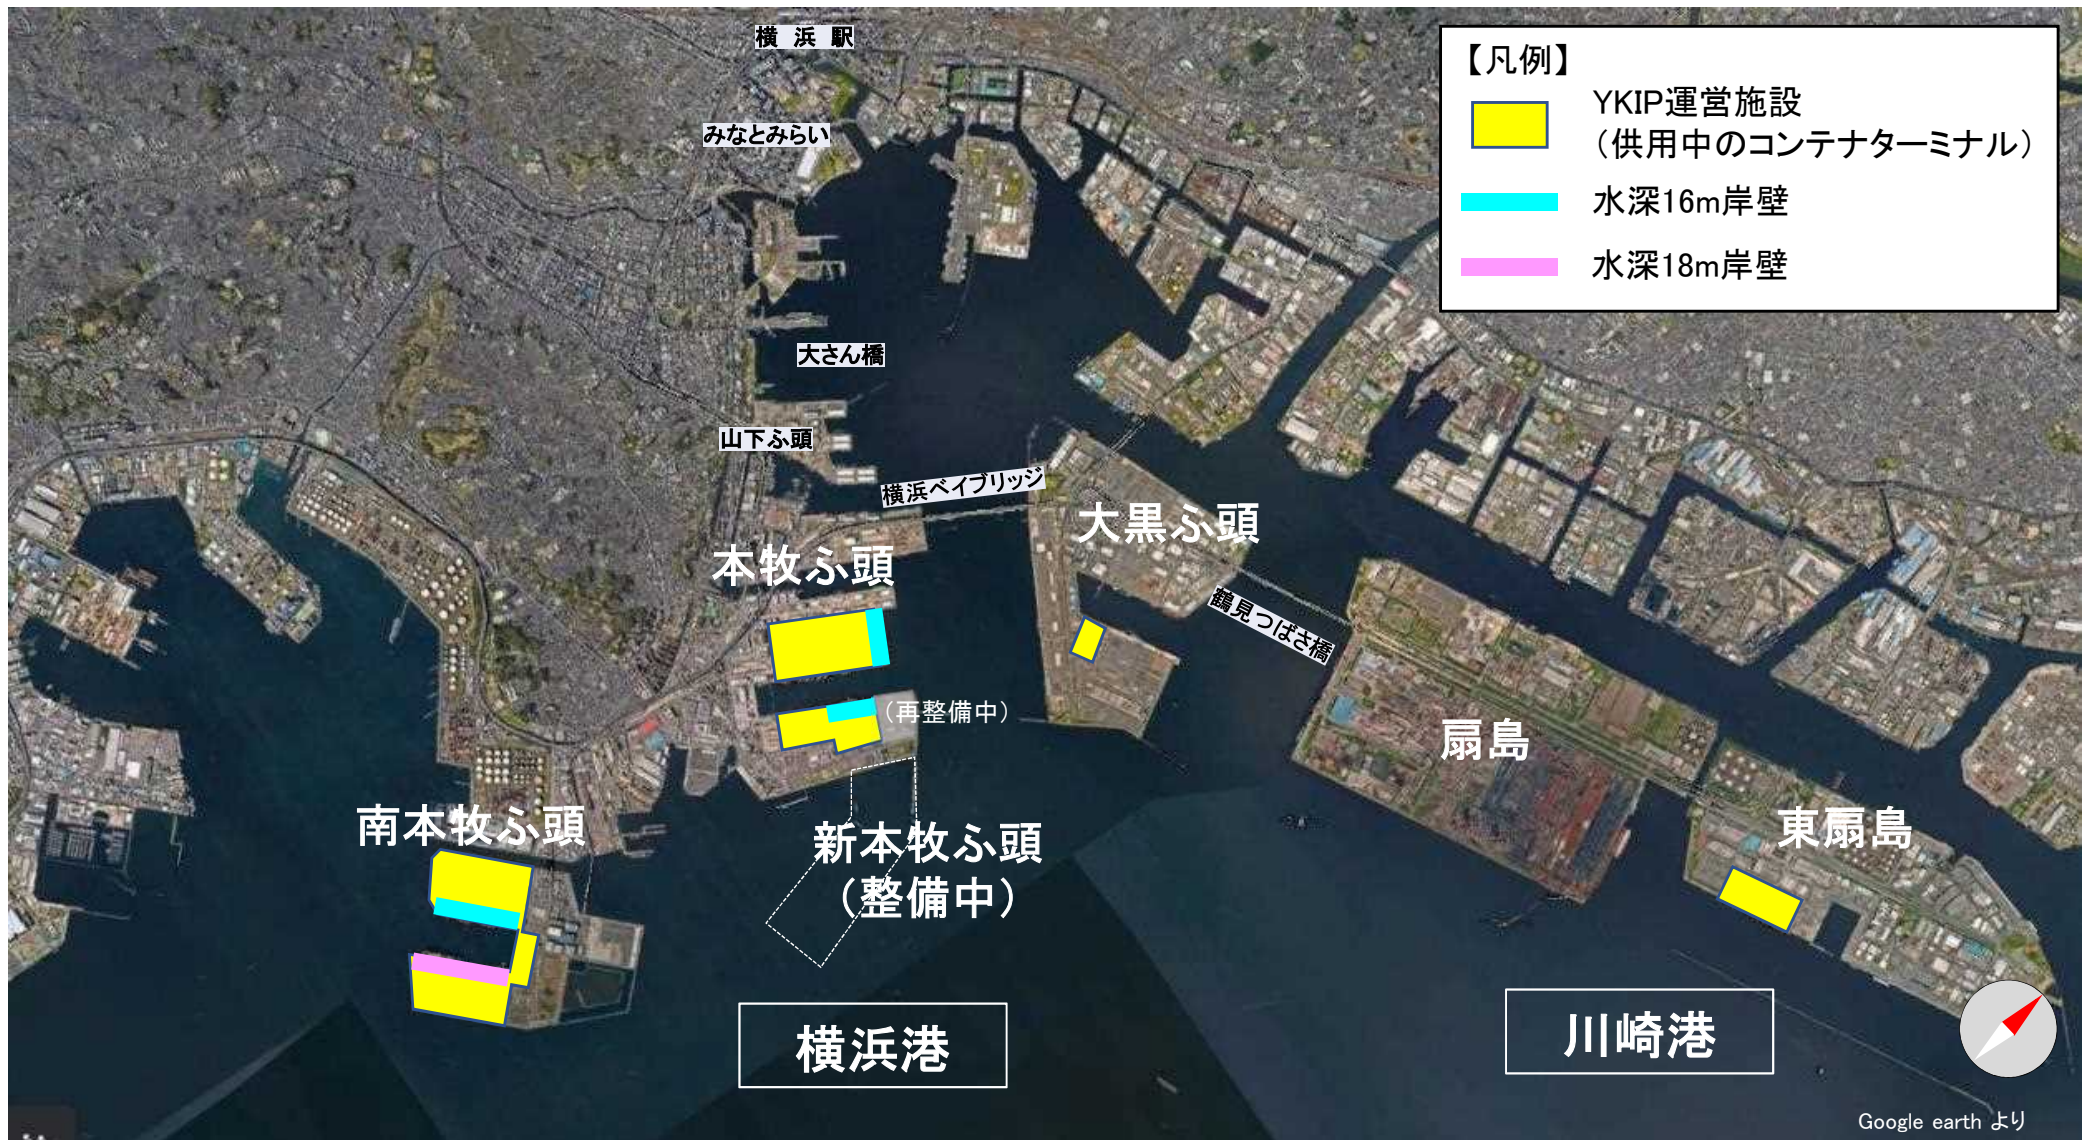 横浜駅
みなとみらい
大さん橋
山下ふ頭
横浜ベイブリッジ
【凡例】
YKIP運営施設
（供用中のコンテナターミナル）
水深16m岸壁
水深18m岸壁
大黒ふ頭
本牧ふ頭
鶴見つばさ橋
（再整備中）
扇島
南本牧ふ頭
新本牧ふ頭
（整備中）
東扇島
横浜港
川崎港
Google earth より